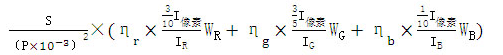 S/(P×10⁻³)² ×(η_r × (3/10 I_像素)/I_R W_R + η_g × (3/5 I_像素)/I_G W_G + η_b × (1/10 I_像素)/I_B W_B)